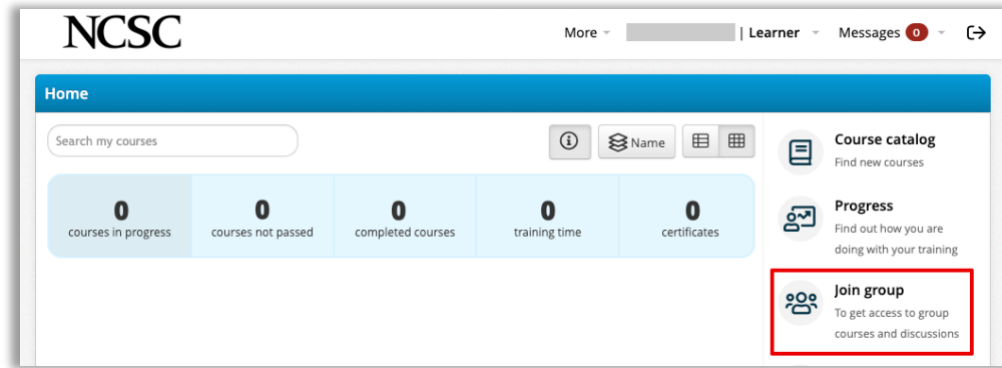 NCSC
More
| Learner
Messages 0
Home
Search my courses
Name
0
courses in progress
0
courses not passed
0
completed courses
0
training time
0
certificates
Course catalog
Find new courses
Progress
Find out how you are
doing with your training
Join group
To get access to group
courses and discussions